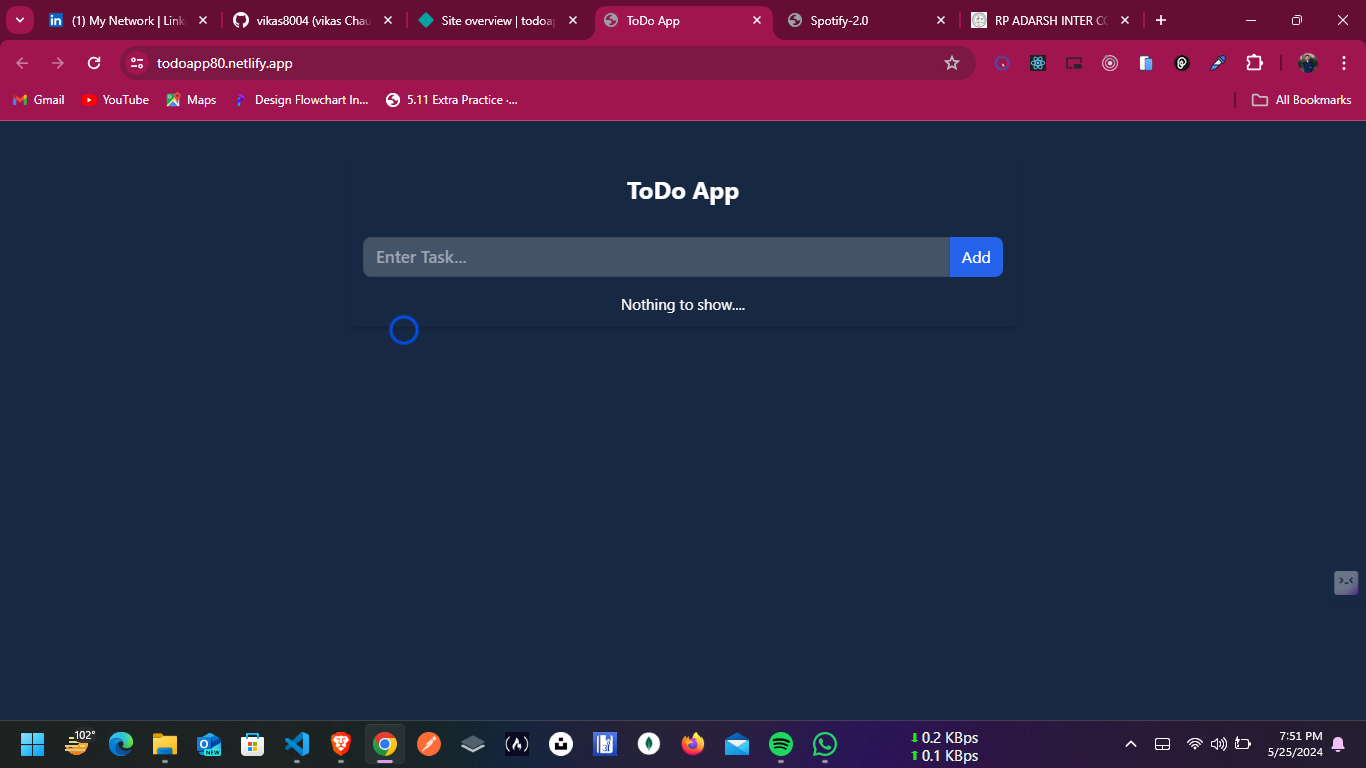 (1) My Network | Link
vikas8004 (vikas Chau
Site overview | todoap
ToDo App
Spotify-2.0
RP ADARSH INTER CO
todoapp80.netlify.app
Gmail
YouTube
Maps
Design Flowchart In...
5.11 Extra Practice -...
All Bookmarks
ToDo App
Enter Task...
Add
Nothing to show....
102°
NEW
0.2 KBps
0.1 KBps
7:51 PM
5/25/2024